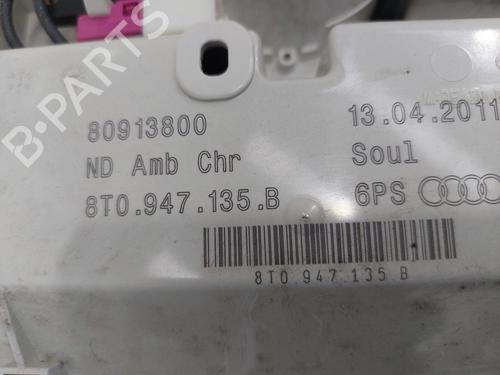 80913800 13.04.2011
ND Amb Chr Soul
8T0.947.135.B 6PS
8T0 947 135 B
B-PARTS